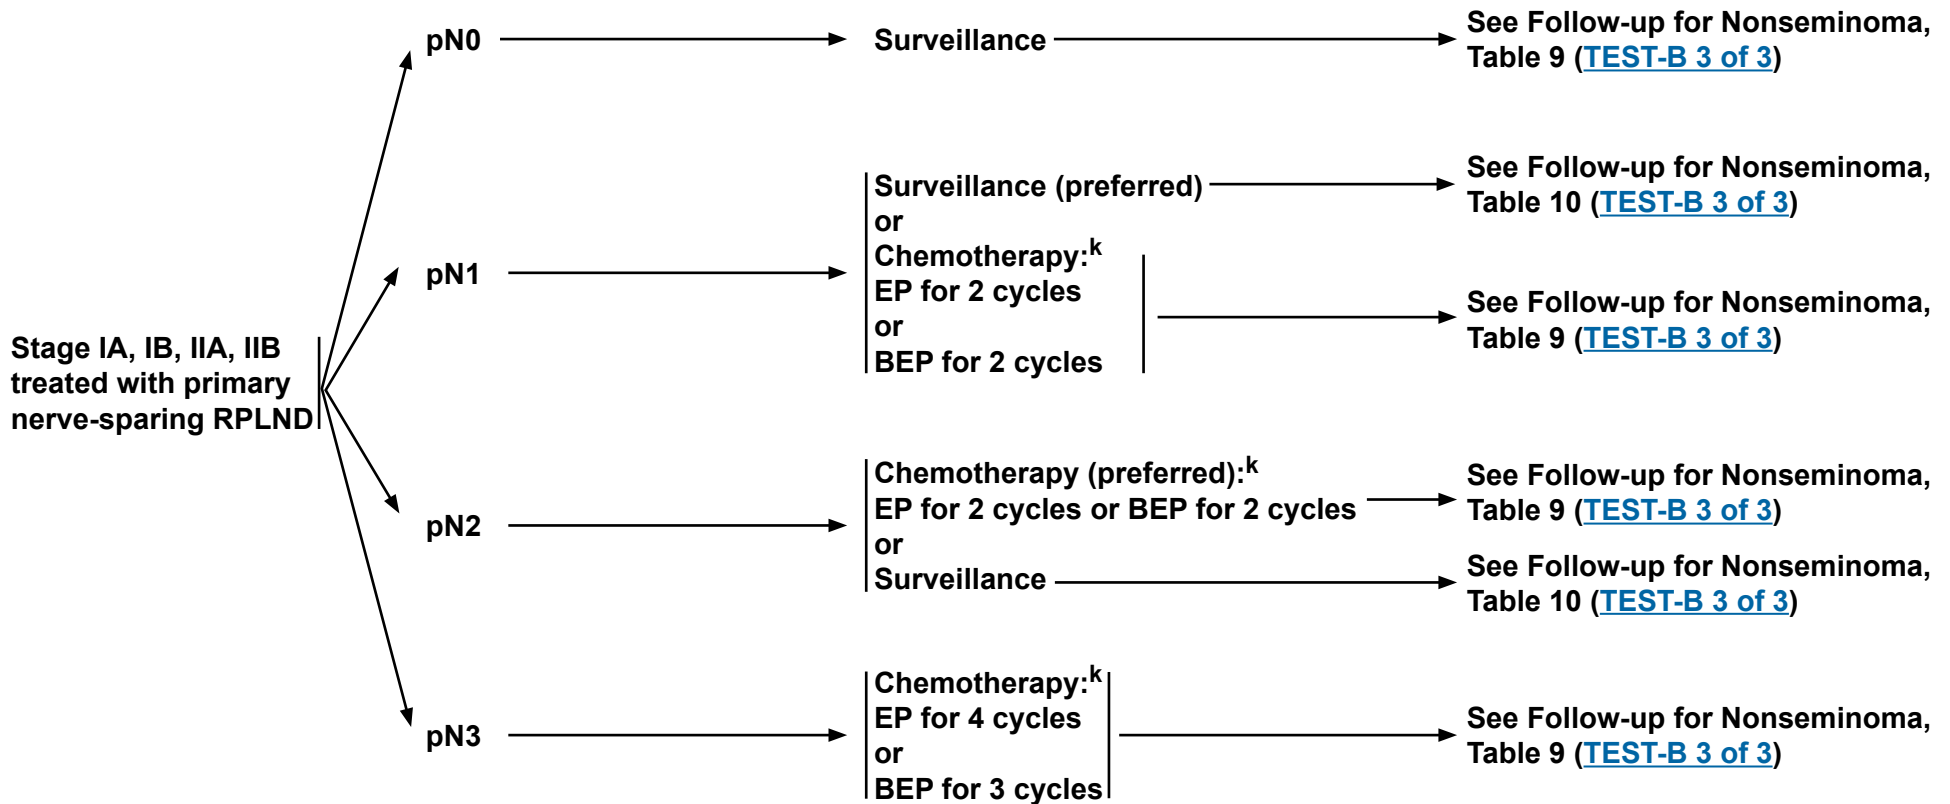 Stage IA, IB, IIA, IIB
treated with primary
nerve-sparing RPLND
pN0
Surveillance
See Follow-up for Nonseminoma,
Table 9 (TEST-B 3 of 3)
pN1
Surveillance (preferred)
or
Chemotherapy:k
EP for 2 cycles
or
BEP for 2 cycles
See Follow-up for Nonseminoma,
Table 10 (TEST-B 3 of 3)
See Follow-up for Nonseminoma,
Table 9 (TEST-B 3 of 3)
pN2
Chemotherapy (preferred):k
EP for 2 cycles or BEP for 2 cycles
or
Surveillance
See Follow-up for Nonseminoma,
Table 9 (TEST-B 3 of 3)
See Follow-up for Nonseminoma,
Table 10 (TEST-B 3 of 3)
pN3
Chemotherapy:k
EP for 4 cycles
or
BEP for 3 cycles
See Follow-up for Nonseminoma,
Table 9 (TEST-B 3 of 3)